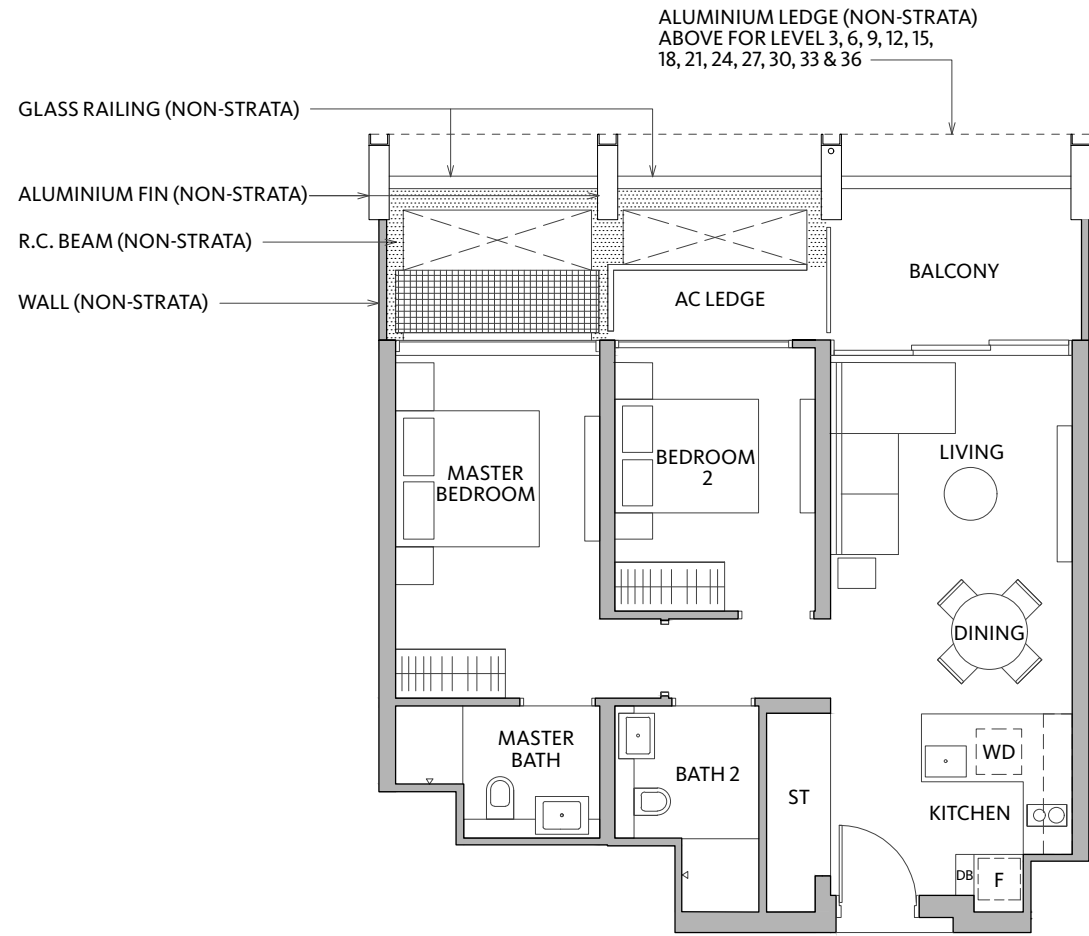 ALUMINIUM LEDGE (NON-STRATA)
ABOVE FOR LEVEL 3, 6, 9, 12, 15,
18, 21, 24, 27, 30, 33 & 36
GLASS RAILING (NON-STRATA)
ALUMINIUM FIN (NON-STRATA)
R.C. BEAM (NON-STRATA)
WALL (NON-STRATA)
BALCONY
AC LEDGE
MASTER
BEDROOM
BEDROOM
2
LIVING
DINING
MASTER
BATH
BATH 2
ST
WD
KITCHEN
DB
F